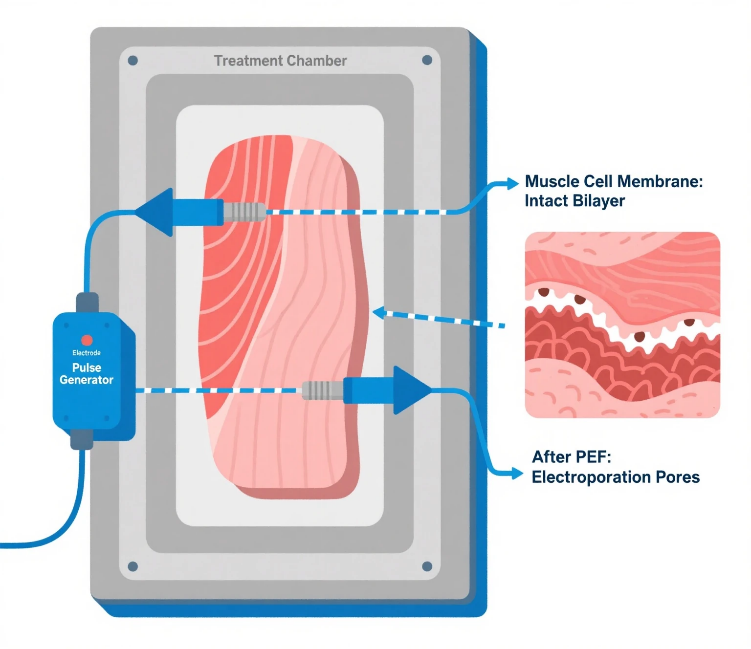 Treatment Chamber
Muscle Cell Membrane:
Intact Bilayer
Electrode
Pulse
Generator
After PEF:
Electroporation Pores